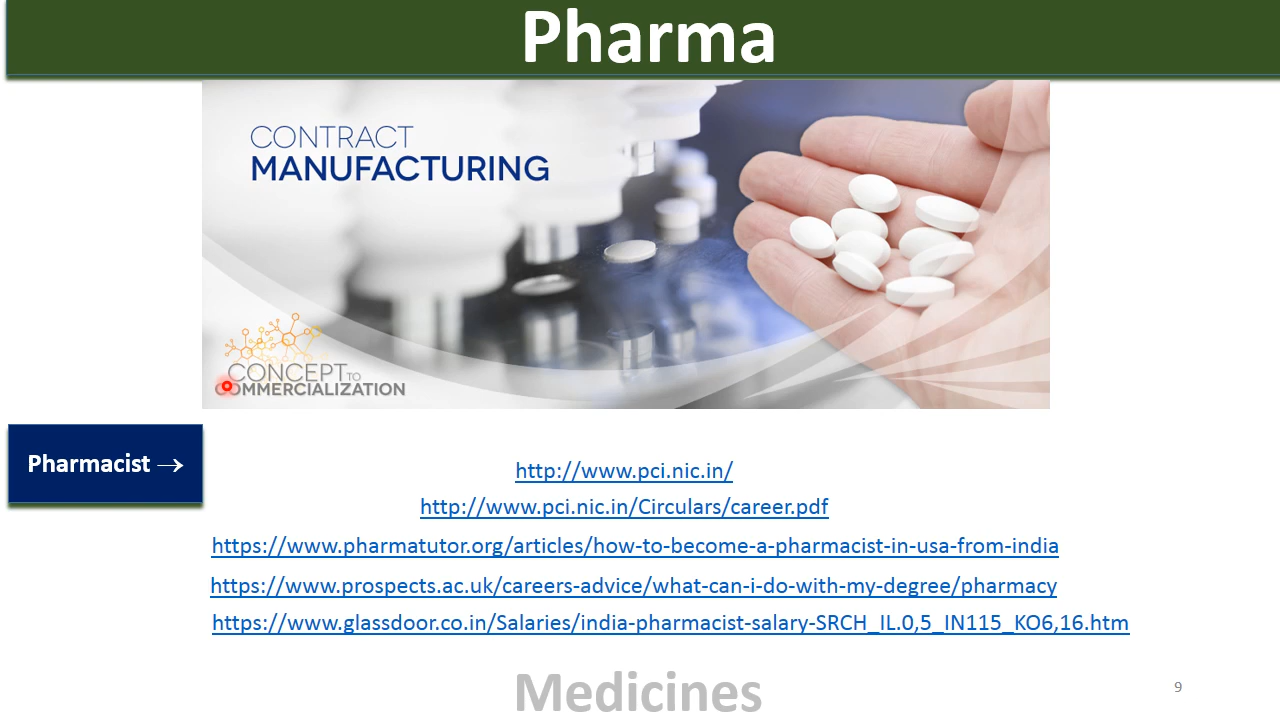 Pharma
CONTRACT
MANUFACTURING
CONCEPT TO
COMMERCIALIZATION
Pharmacist →
http://www.pci.nic.in/
http://www.pci.nic.in/Circulars/career.pdf
https://www.pharmatutor.org/articles/how-to-become-a-pharmacist-in-usa-from-india
https://www.prospects.ac.uk/careers-advice/what-can-i-do-with-my-degree/pharmacy
https://www.glassdoor.co.in/Salaries/india-pharmacist-salary-SRCH_IL.0,5_IN115_KO6,16.htm
Medicines
9